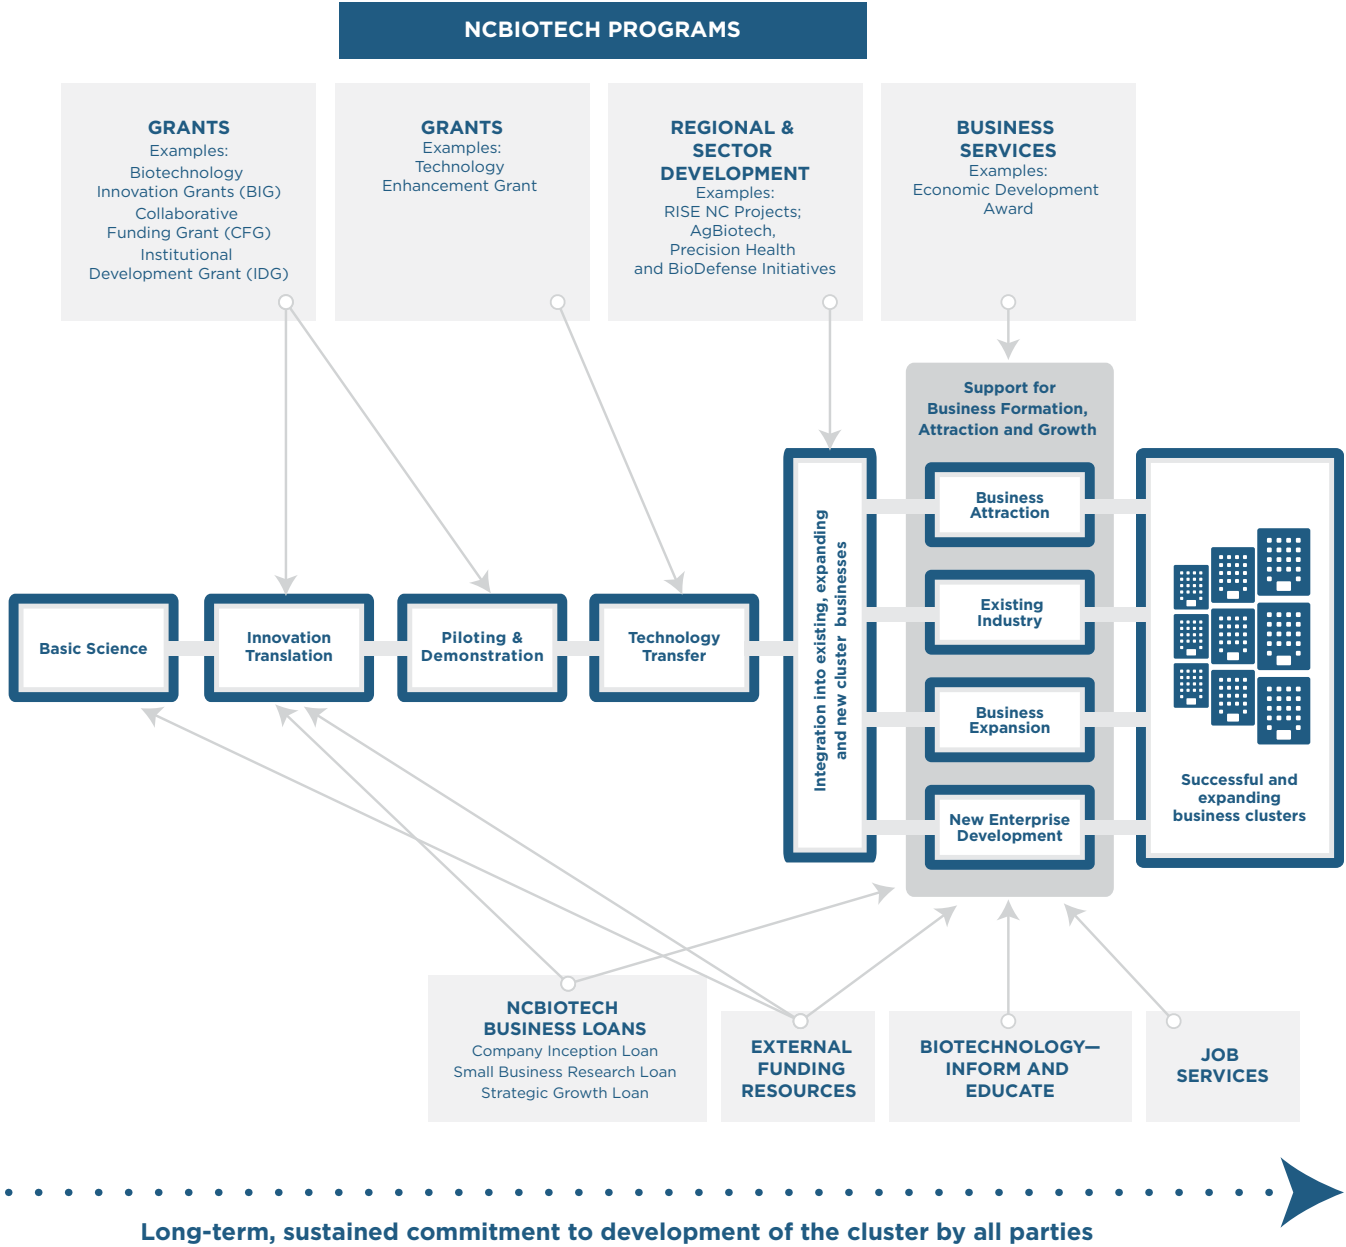 NCBIOTECH PROGRAMS
GRANTS
Examples:
Biotechnology
Innovation Grants (BIG)
Collaborative
Funding Grant (CFG)
Institutional
Development Grant (IDG)
GRANTS
Examples:
Technology
Enhancement Grant
REGIONAL &
SECTOR
DEVELOPMENT
Examples:
RISE NC Projects;
AgBiotech,
Precision Health
and BioDefense Initiatives
BUSINESS
SERVICES
Examples:
Economic Development
Award
Basic Science
Innovation
Translation
Piloting &
Demonstration
Technology
Transfer
Integration into existing, expanding
and new cluster businesses
Support for
Business Formation,
Attraction and Growth
Business
Attraction
Existing
Industry
Business
Expansion
New Enterprise
Development
Successful and
expanding
business clusters
NCBIOTECH
BUSINESS LOANS
Company Inception Loan
Small Business Research Loan
Strategic Growth Loan
EXTERNAL
FUNDING
RESOURCES
BIOTECHNOLOGY—
INFORM AND
EDUCATE
JOB
SERVICES
Long-term, sustained commitment to development of the cluster by all parties